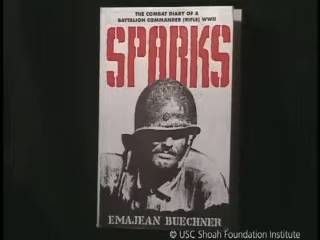 THE COMBAT DIARY OF A
BATTALION COMMANDER (RIFLE) WWII
SPARKS
EMAJEAN BUECHNER
© USC Shoah Foundation Institute